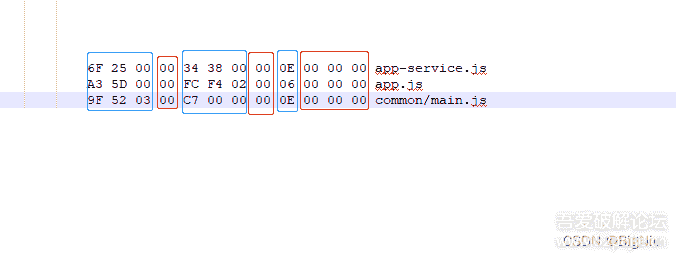 6F 25 00 00 34 38 00 00 0E 00 00 00 app-service.js
A3 5D 00 00 FC F4 02 00 06 00 00 00 app.js
9F 52 03 00 C7 00 00 00 0E 00 00 00 common/main.js
吾爱破解论坛
CSDN